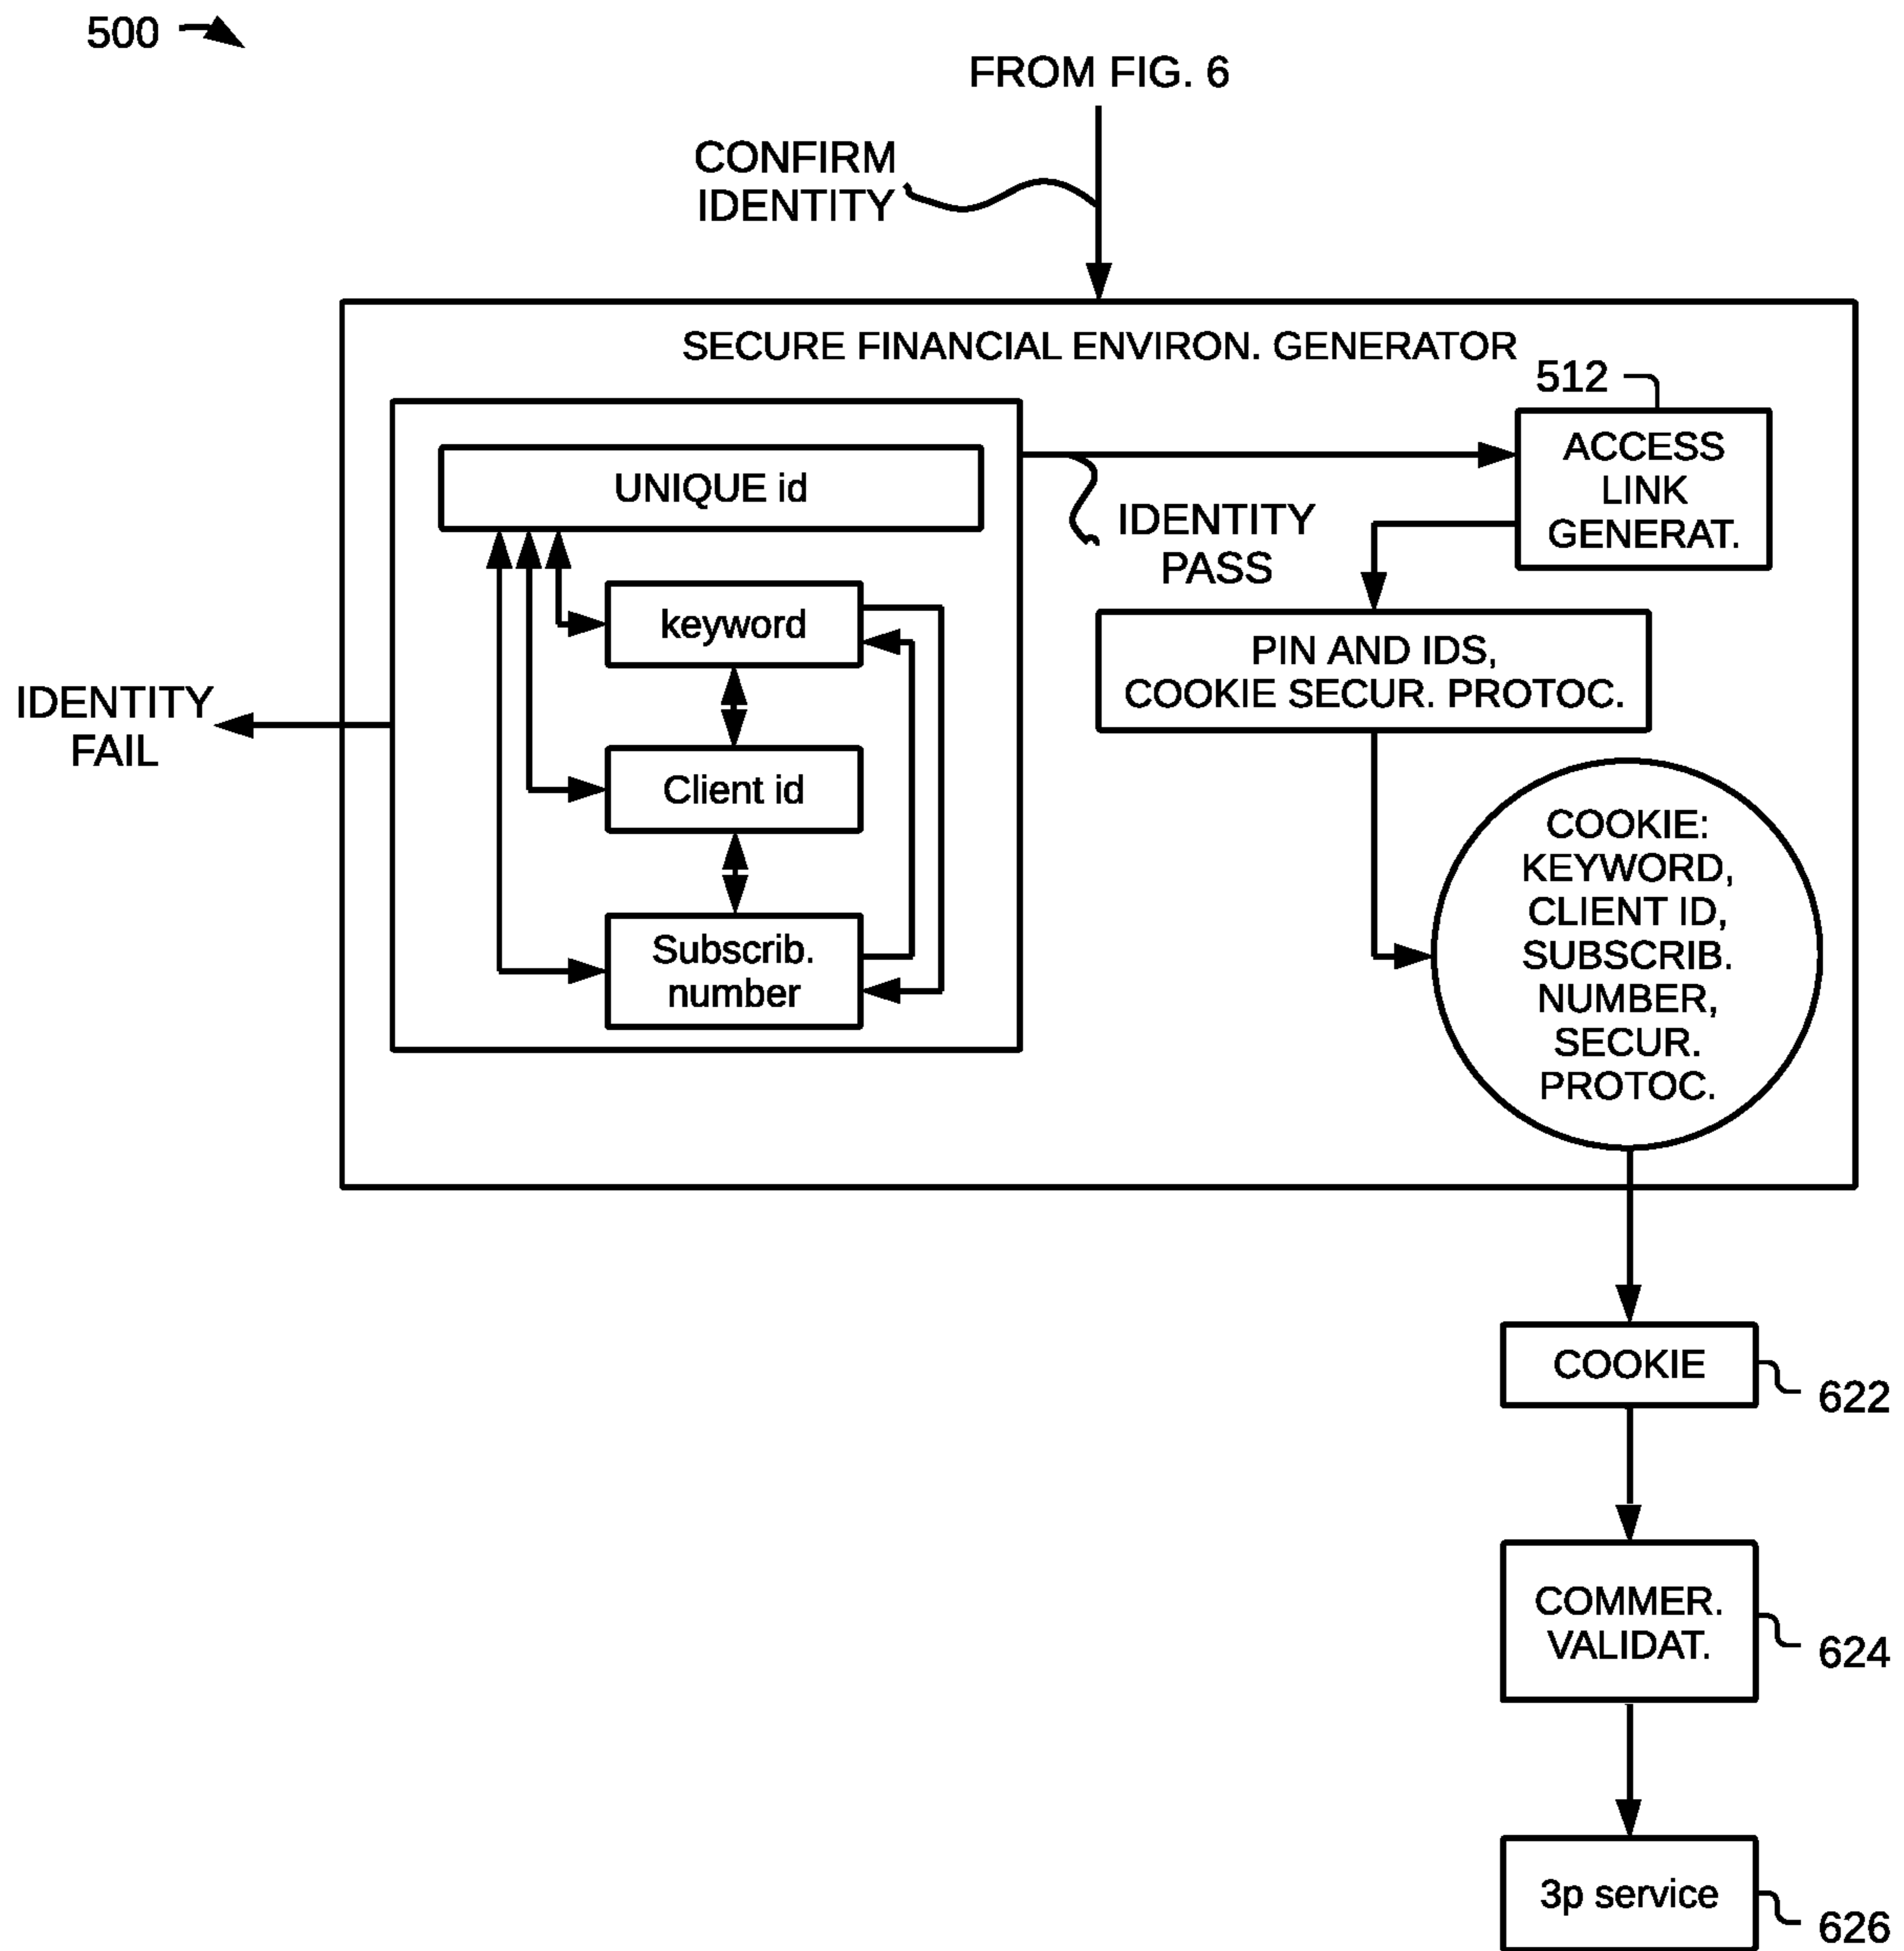 500
FROM FIG. 6
CONFIRM
IDENTITY
SECURE FINANCIAL ENVIRON. GENERATOR
512
ACCESS
LINK
GENERAT.
UNIQUE id
IDENTITY
PASS
keyword
PIN AND IDS,
COOKIE SECUR. PROTOC.
IDENTITY
FAIL
Client id
COOKIE:
KEYWORD,
CLIENT ID,
SUBSCRIB.
NUMBER,
SECUR.
PROTOC.
Subscrib.
number
COOKIE
622
COMMER.
VALIDAT.
624
3p service
626